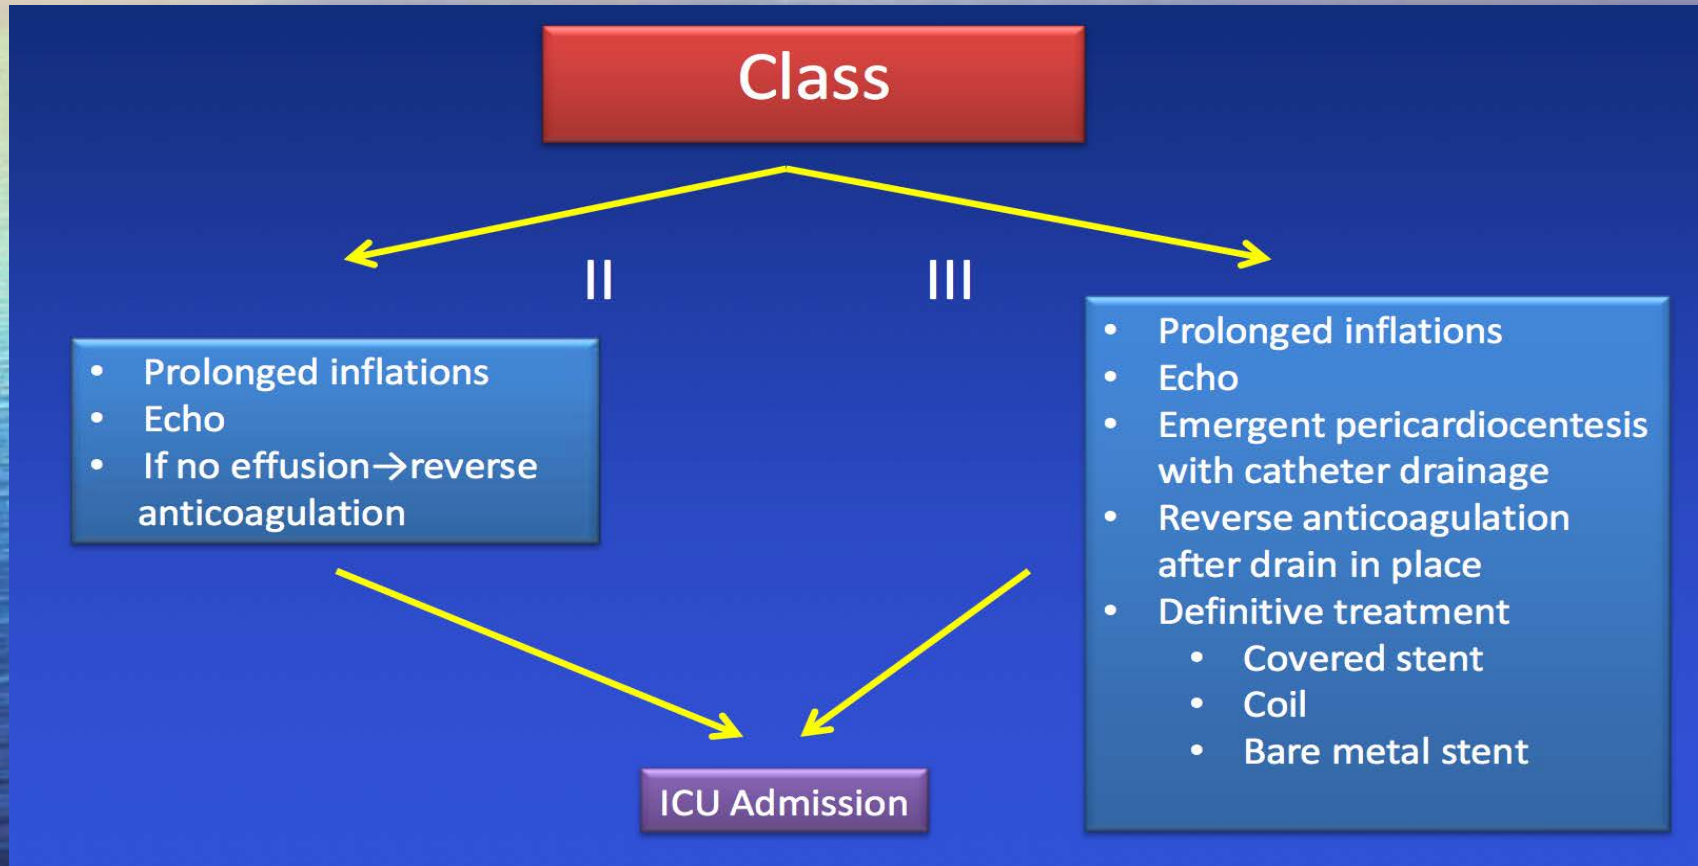 Class
II
III
• Prolonged inflations
• Echo
• If no effusion→reverse
anticoagulation
• Prolonged inflations
• Echo
• Emergent pericardiocentesis
with catheter drainage
• Reverse anticoagulation
after drain in place
• Definitive treatment
• Covered stent
• Coil
• Bare metal stent
ICU Admission